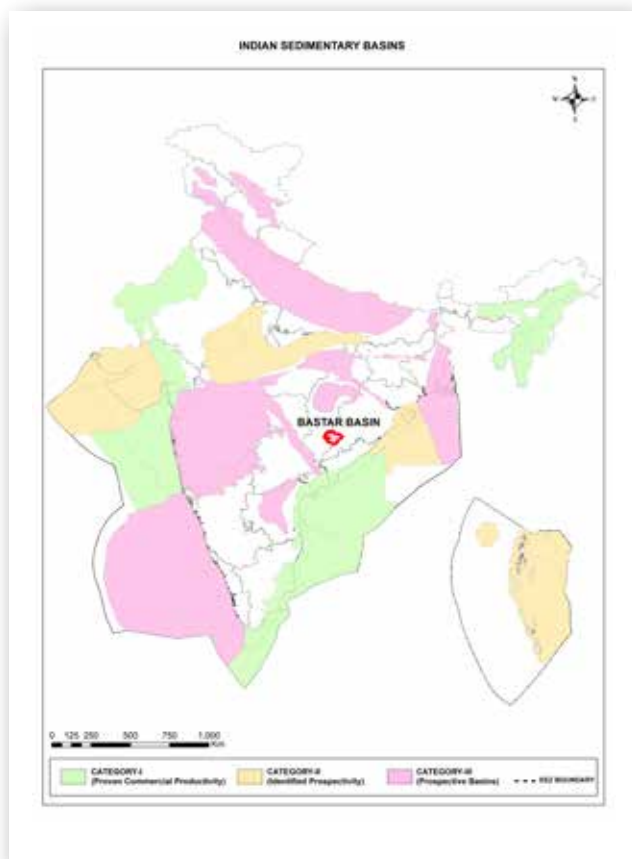 INDIAN SEDIMENTARY BASINS
N
W
E
S
BASTAR BASIN
0 125 250 500 750 1,000
Km
CATEGORY-I
(Proven Commercial Productivity)
CATEGORY-II
(Identified Prospectivity)
CATEGORY-III
(Prospective Basins)
EEZ BOUNDARY